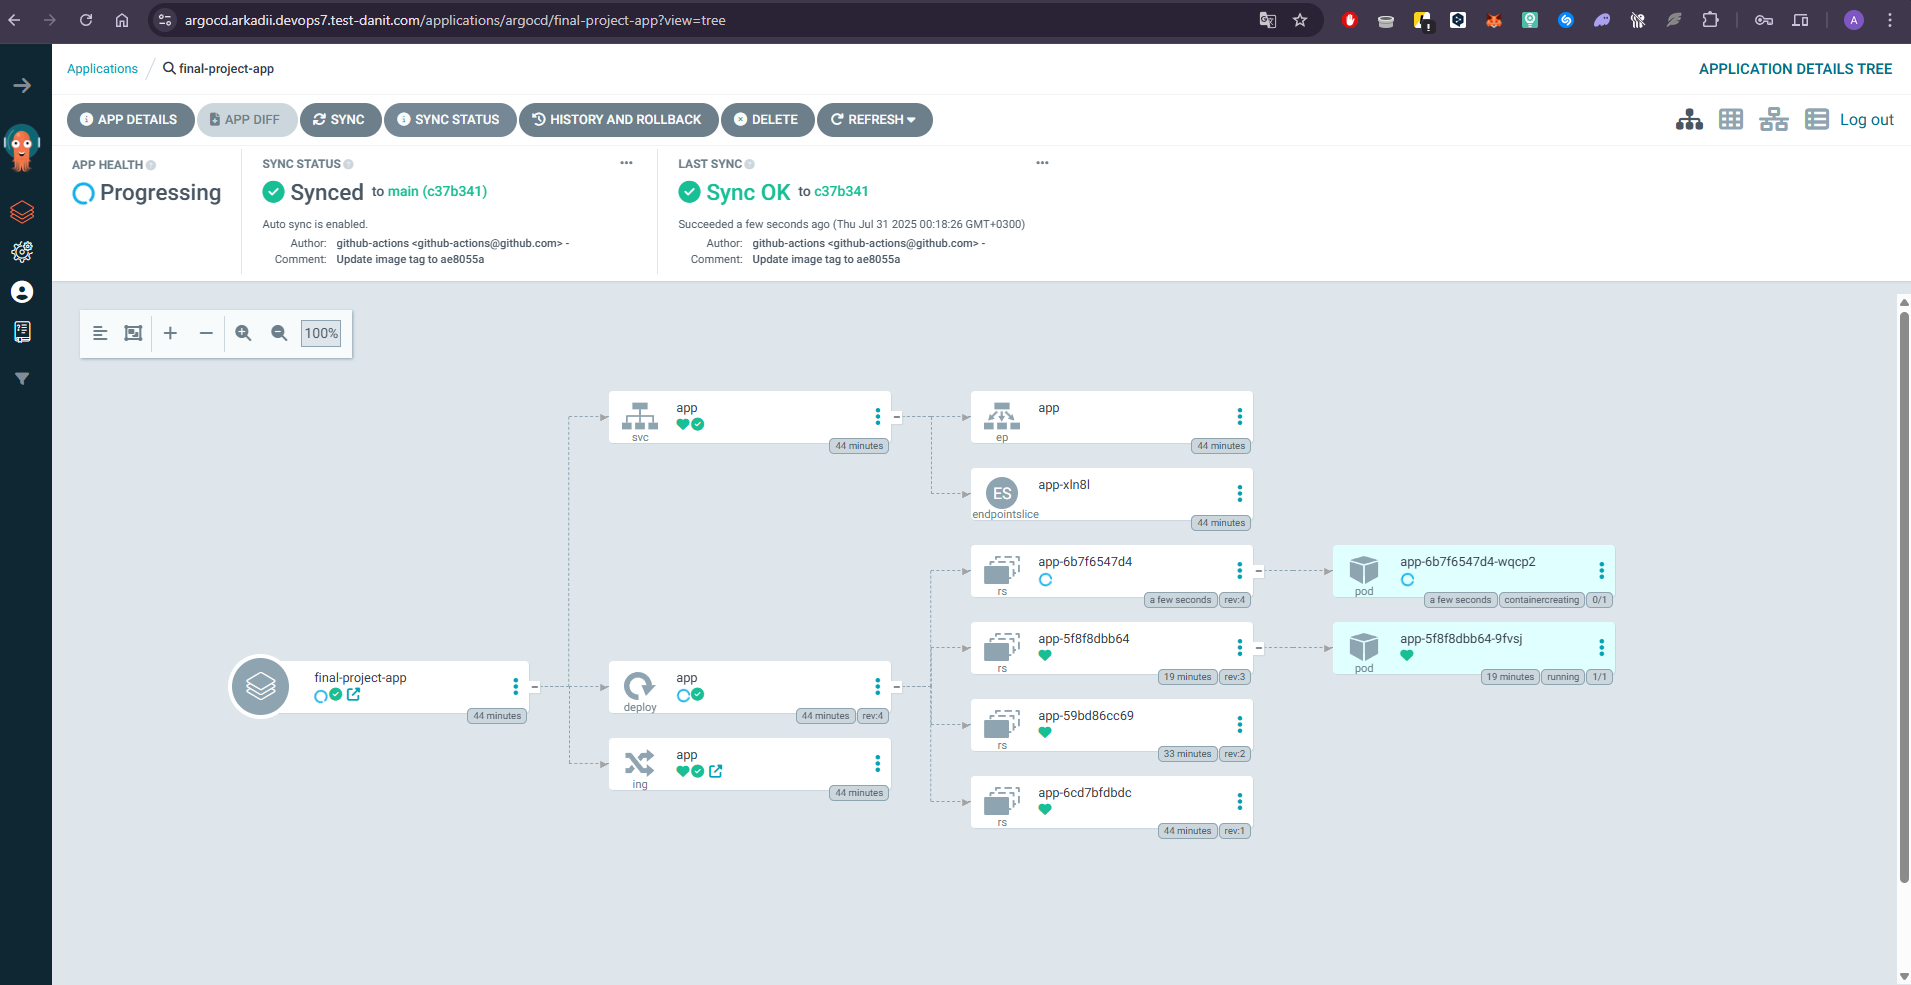 argocd.arkadii.devops7.test-danit.com/applications/argocd/final-project-app?view=tree
A
Applications / final-project-app
APPLICATION DETAILS TREE
APP DETAILS
APP DIFF
SYNC
SYNC STATUS
HISTORY AND ROLLBACK
DELETE
REFRESH
Log out
APP HEALTH
Progressing
SYNC STATUS
Synced to main (c37b341)
Auto sync is enabled.
Author: github-actions <github-actions@github.com> -
Comment: Update image tag to ae8055a
LAST SYNC
Sync OK to c37b341
Succeeded a few seconds ago (Thu Jul 31 2025 00:18:26 GMT+0300)
Author: github-actions <github-actions@github.com> -
Comment: Update image tag to ae8055a
100%
app
svc
44 minutes
app
ep
44 minutes
ES
app-xln8l
endpointslice
44 minutes
app-6b7f6547d4
rs
a few seconds
rev:4
app-6b7f6547d4-wqcp2
pod
a few seconds
containercreating
0/1
app-5f8f8dbb64
rs
19 minutes
rev:3
app-5f8f8dbb64-9fvsj
pod
19 minutes
running
1/1
final-project-app
44 minutes
app
deploy
44 minutes
rev:4
app-59bd86cc69
rs
33 minutes
rev:2
app
ing
44 minutes
app-6cd7bfdbdc
rs
44 minutes
rev:1